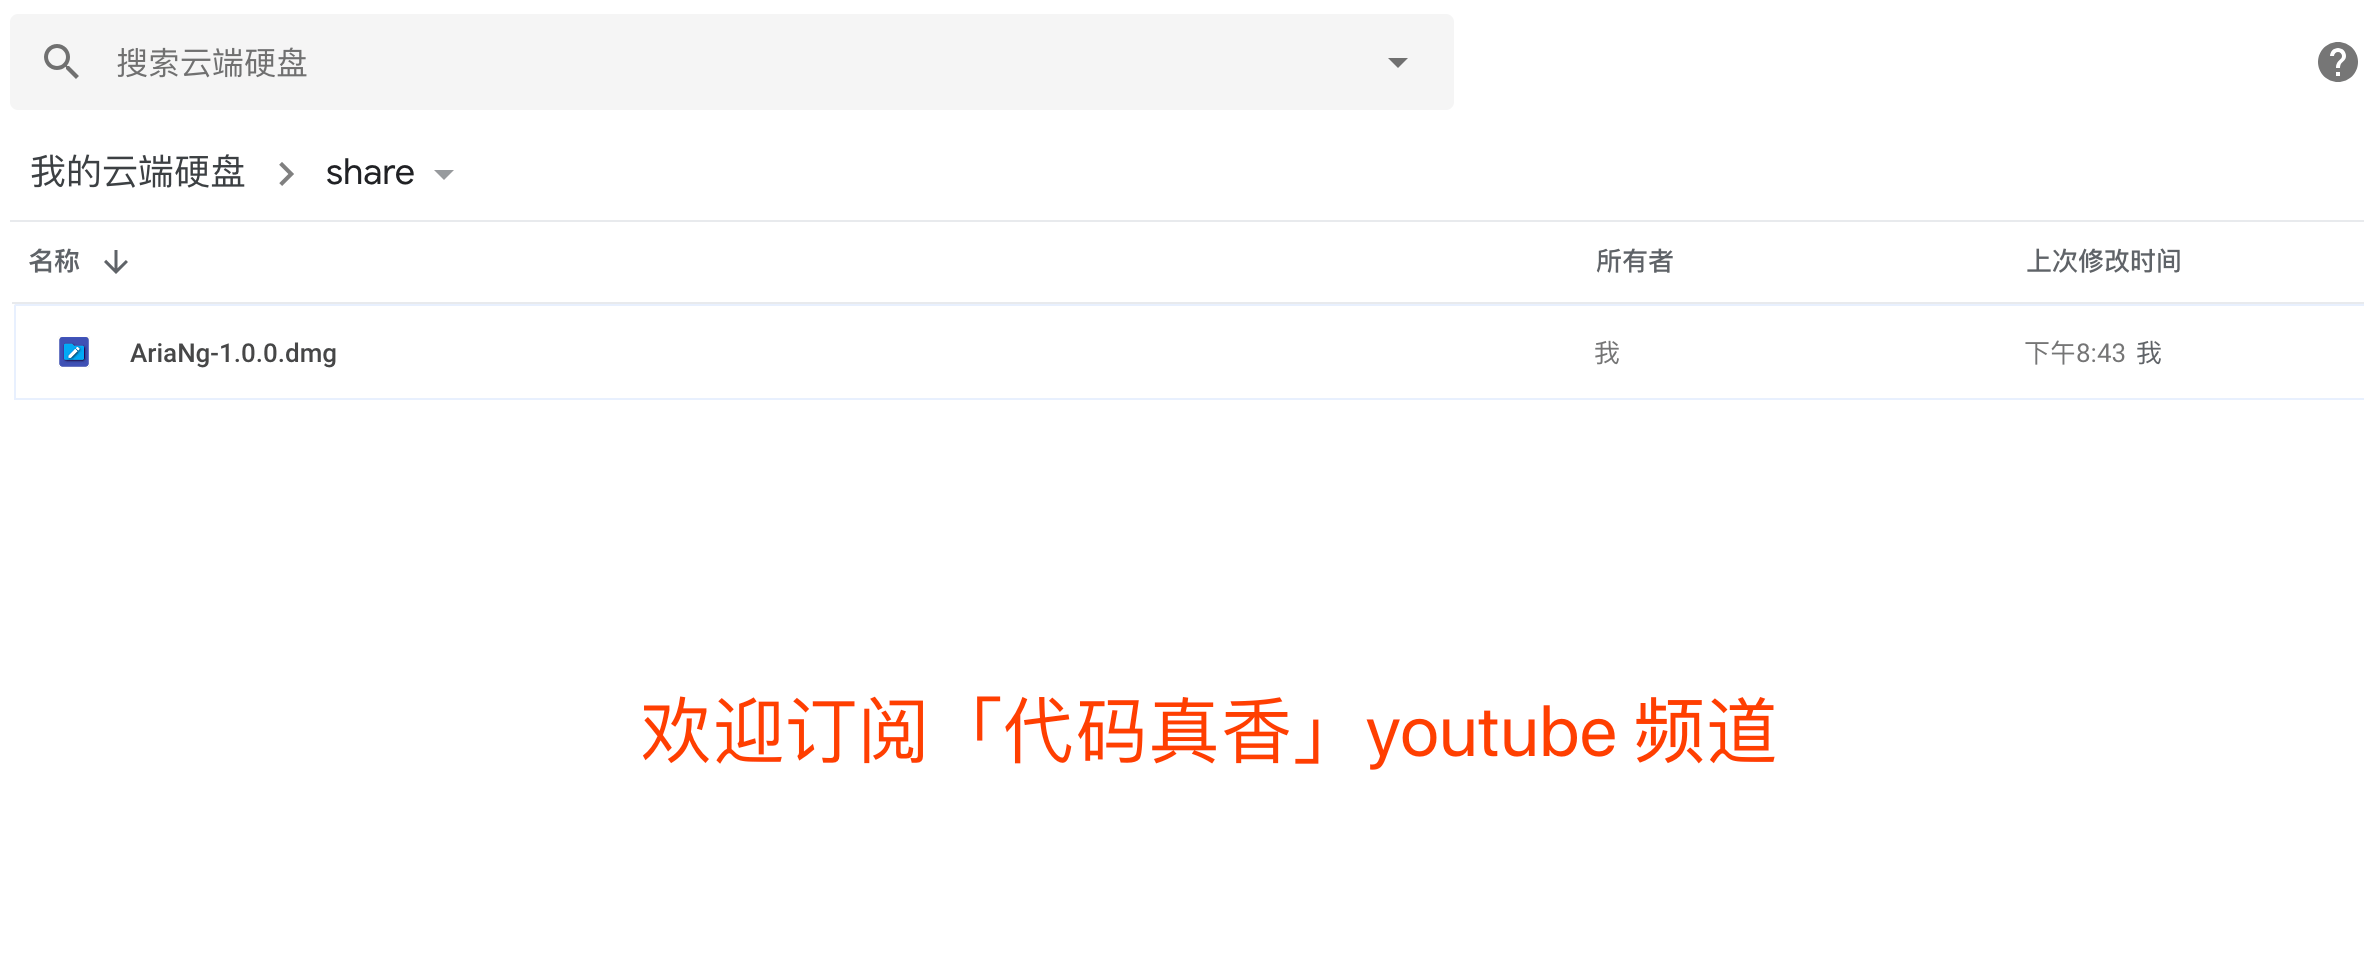 搜索云端硬盘
我的云端硬盘 share
名称 所有者 上次修改时间
AriaNg-1.0.0.dmg 我 下午8:43 我
欢迎订阅「代码真香」youtube 频道